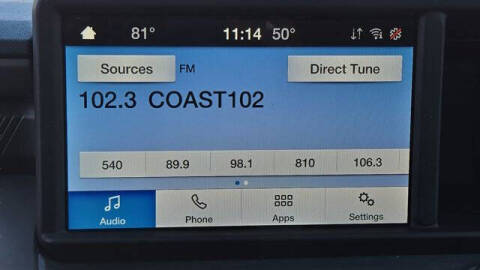 81° 11:14 50°
Sources FM Direct Tune
102.3 COAST102
540 89.9 98.1 810 106.3
Audio Phone Apps Settings